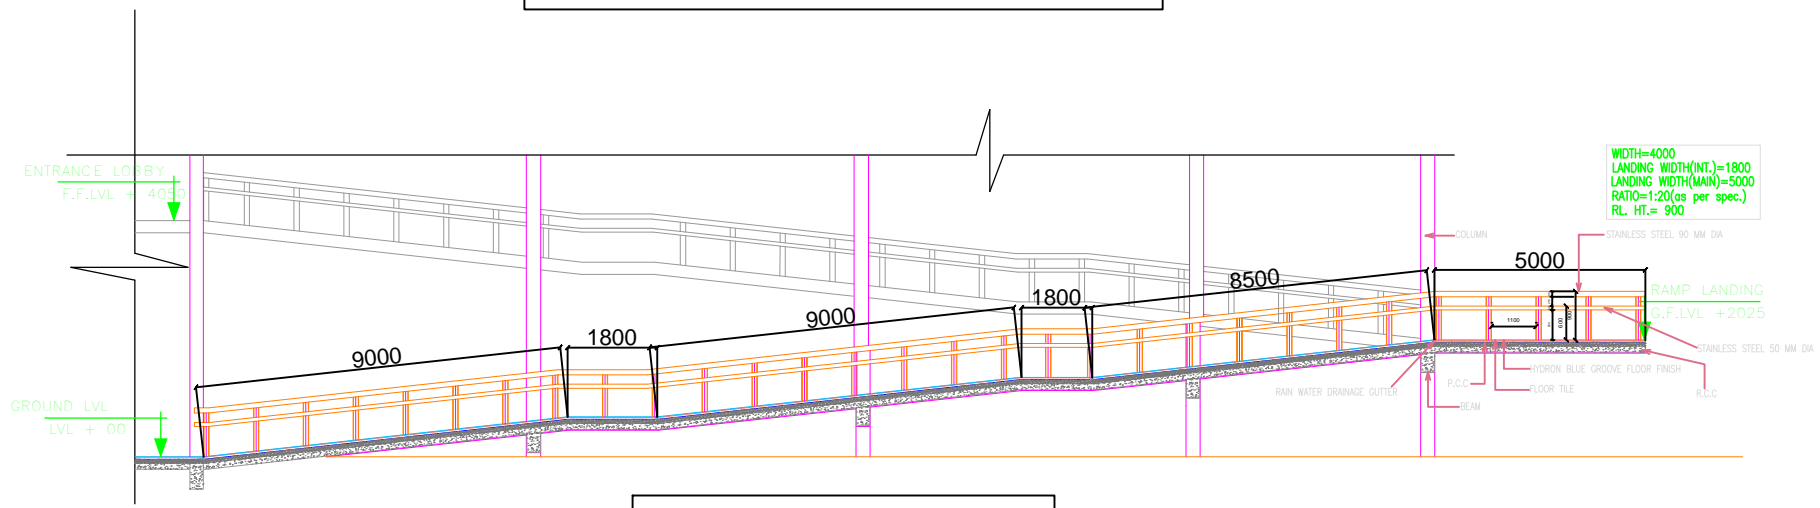 ENTRANCE LOBBY
F.F.LVL + 4050
WIDTH=4000
LANDING WIDTH(INT.)=1800
LANDING WIDTH(MAIN)=5000
RATIO=1:20(as per spec.)
RL. HT.= 900
COLUMN
STAINLESS STEEL 90 MM DIA
5000
8500
1800
9000
1800
9000
RAMP LANDING
G.F.LVL +2025
1100
600
900
STAINLESS STEEL 50 MM DIA
HYDRON BLUE GROOVE FLOOR FINISH
P.C.C
FLOOR TILE
RAIN WATER DRAINAGE GUTTER
R.C.C
BEAM
GROUND LVL
LVL + 00